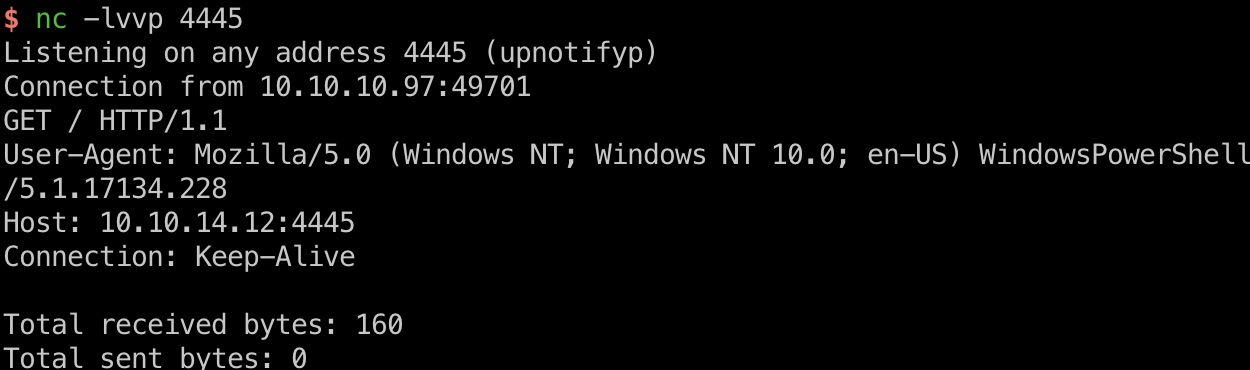 $ nc -lvvp 4445
Listening on any address 4445 (upnotifyp)
Connection from 10.10.10.97:49701
GET / HTTP/1.1
User-Agent: Mozilla/5.0 (Windows NT; Windows NT 10.0; en-US) WindowsPowerShell
/5.1.17134.228
Host: 10.10.14.12:4445
Connection: Keep-Alive
Total received bytes: 160
Total sent bytes: 0